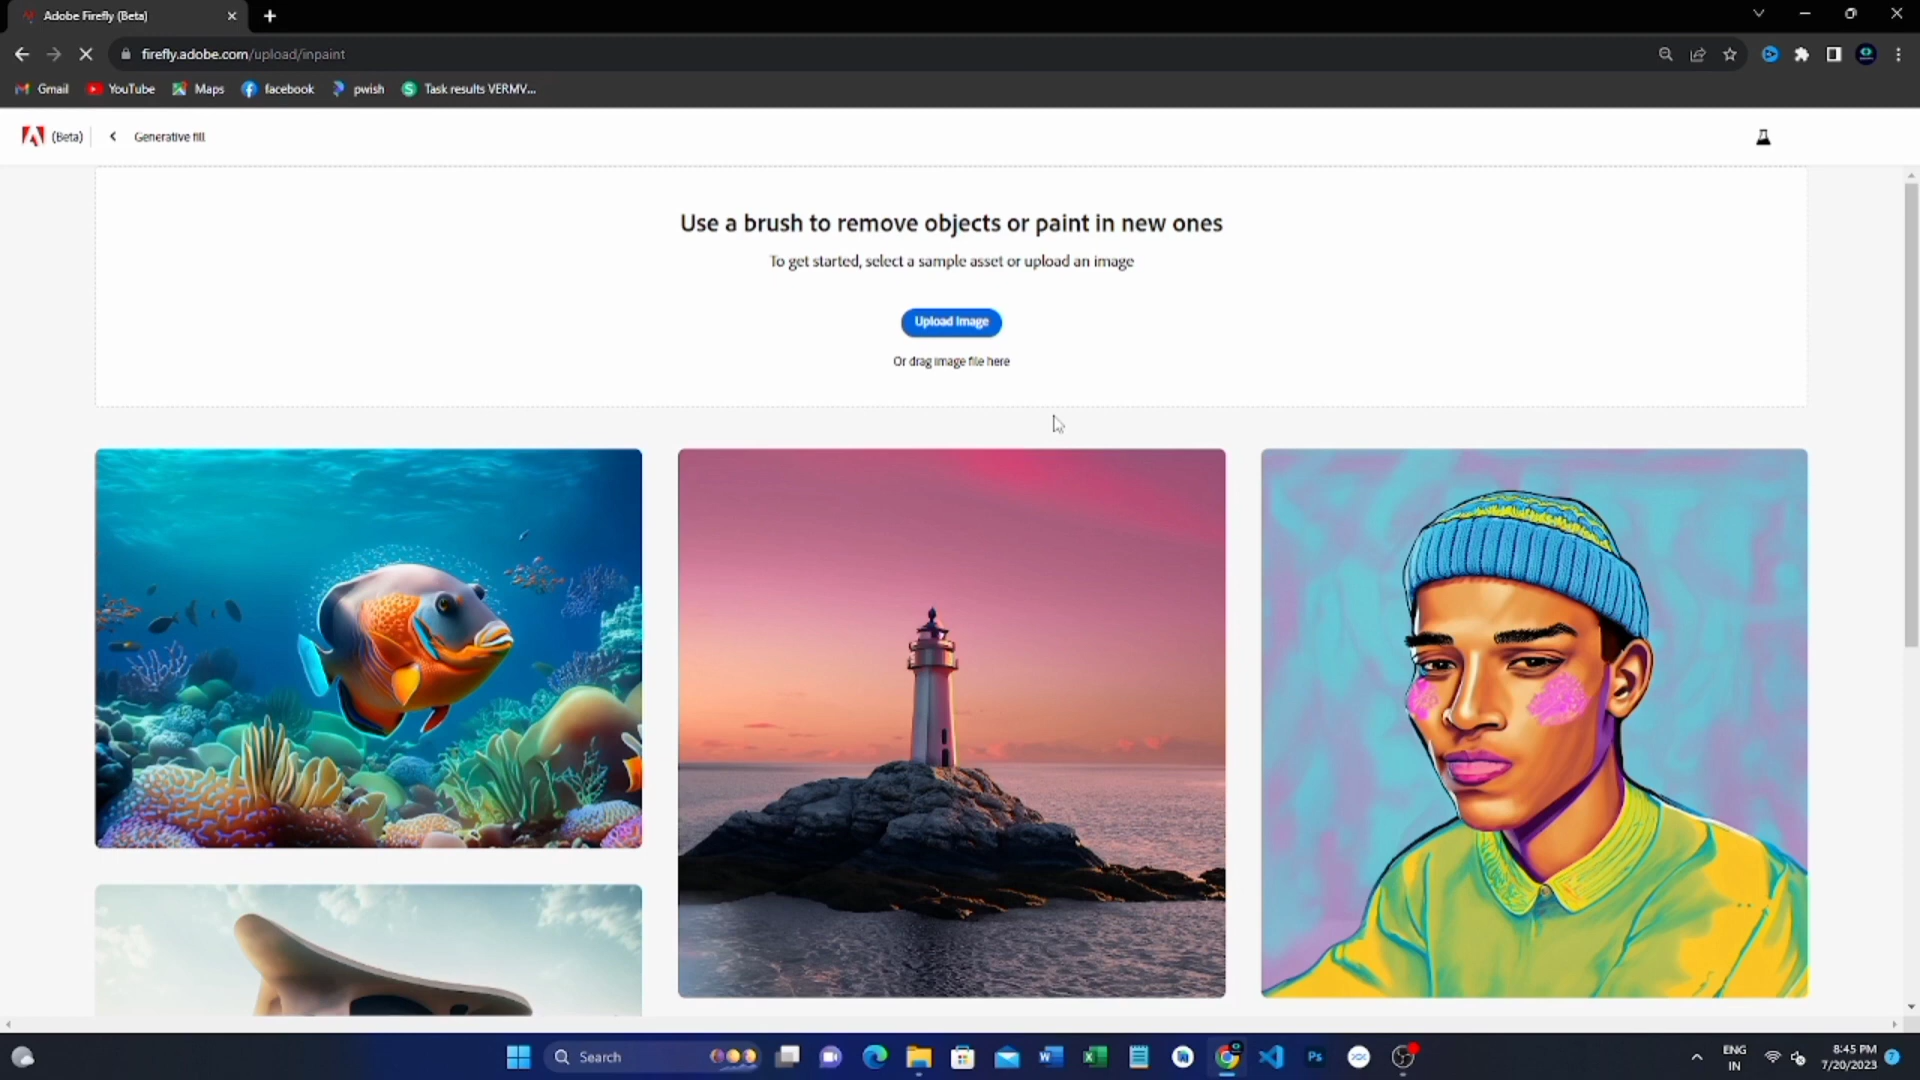 Adobe Firefly (Beta)
firefly.adobe.com/upload/inpaint
Gmail
YouTube
Maps
facebook
pwish
Task results VERMV...
(Beta)
Generative fill
Use a brush to remove objects or paint in new ones
To get started, select a sample asset or upload an image
Upload image
Or drag image file here
Search
ENG
IN
8:45 PM
7/20/2023